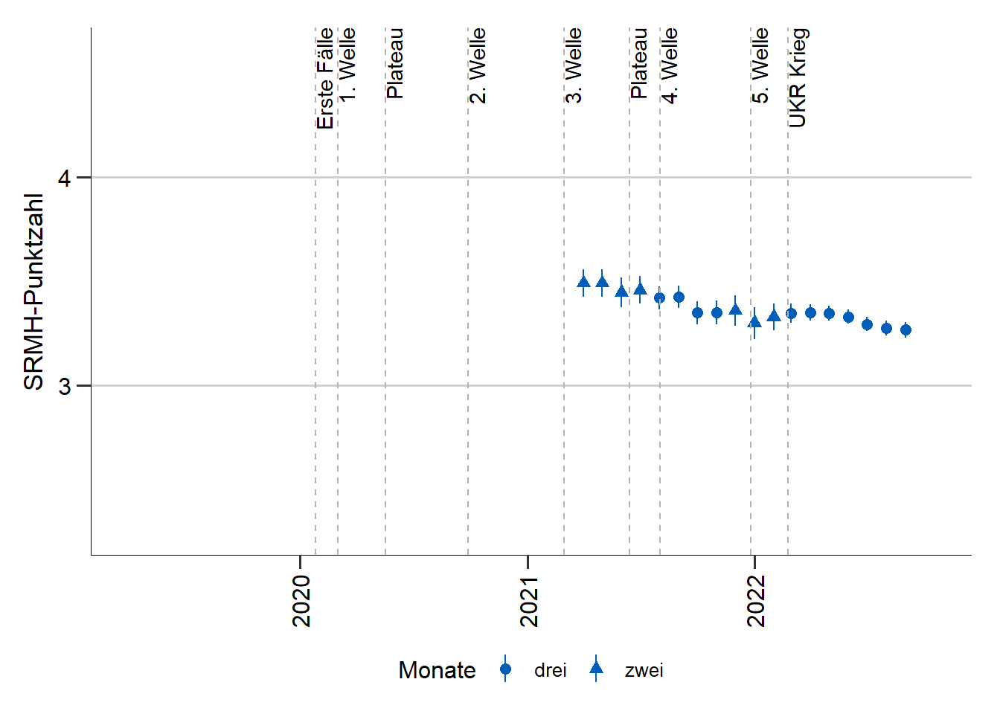 Erste Fälle
1. Welle
Plateau
2. Welle
3. Welle
Plateau
4. Welle
5. Welle
UKR Krieg
SRMH-Punktzahl
4
3
2020
2021
2022
Monate drei zwei